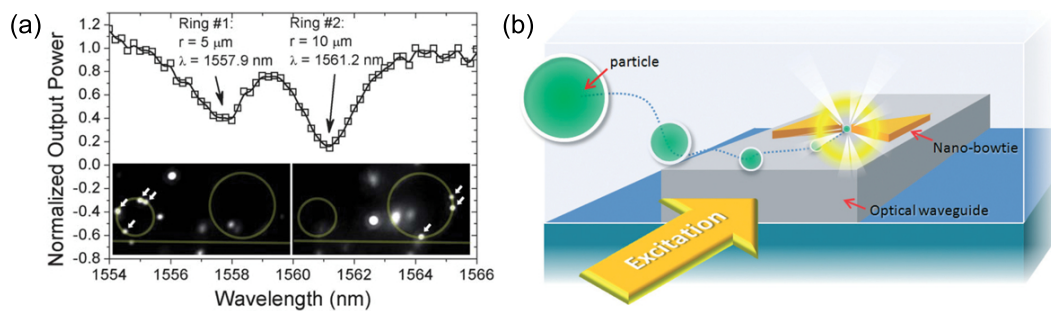 (a)
Normalized Output Power
1.2
1.0
0.8
0.6
0.4
0.2
0.0
-0.2
-0.4
-0.6
-0.8
Ring #1:
r = 5 μm
λ = 1557.9 nm
Ring #2:
r = 10 μm
λ = 1561.2 nm
1554 1556 1558 1560 1562 1564 1566
Wavelength (nm)
(b)
particle
Nano-bowtie
Optical waveguide
Excitation